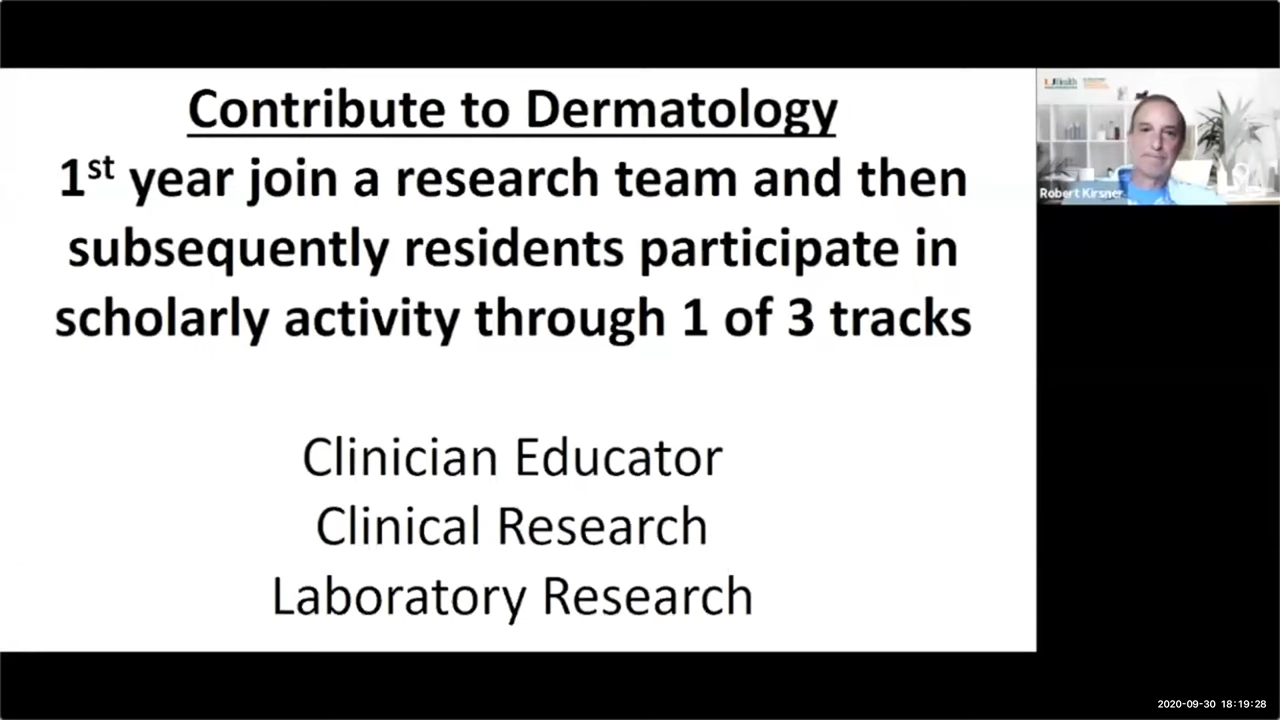 Contribute to Dermatology
1st year join a research team and then
subsequently residents participate in
scholarly activity through 1 of 3 tracks
Clinician Educator
Clinical Research
Laboratory Research
UHealth
Robert Kirsner
2020-09-30 18:19:28